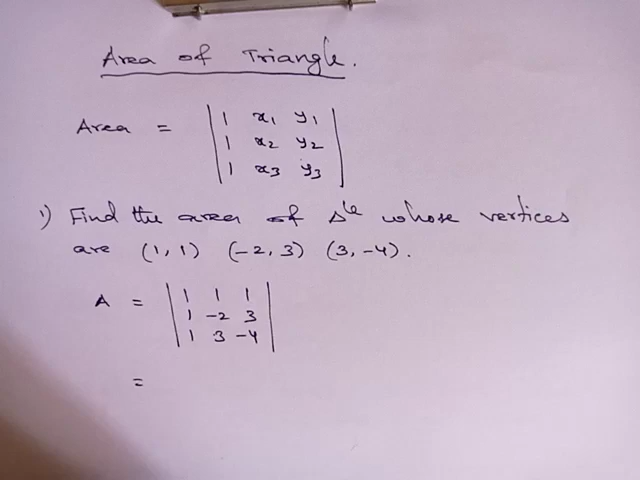 Area of Triangle.
Area = | 1 x₁ y₁ |
| 1 x₂ y₂ |
| 1 x₃ y₃ |
1) Find the area of Δˡᵉ whose vertices
are (1, 1) (-2, 3) (3, -4).
A = | 1 1 1 |
| 1 -2 3 |
| 1 3 -4 |
=